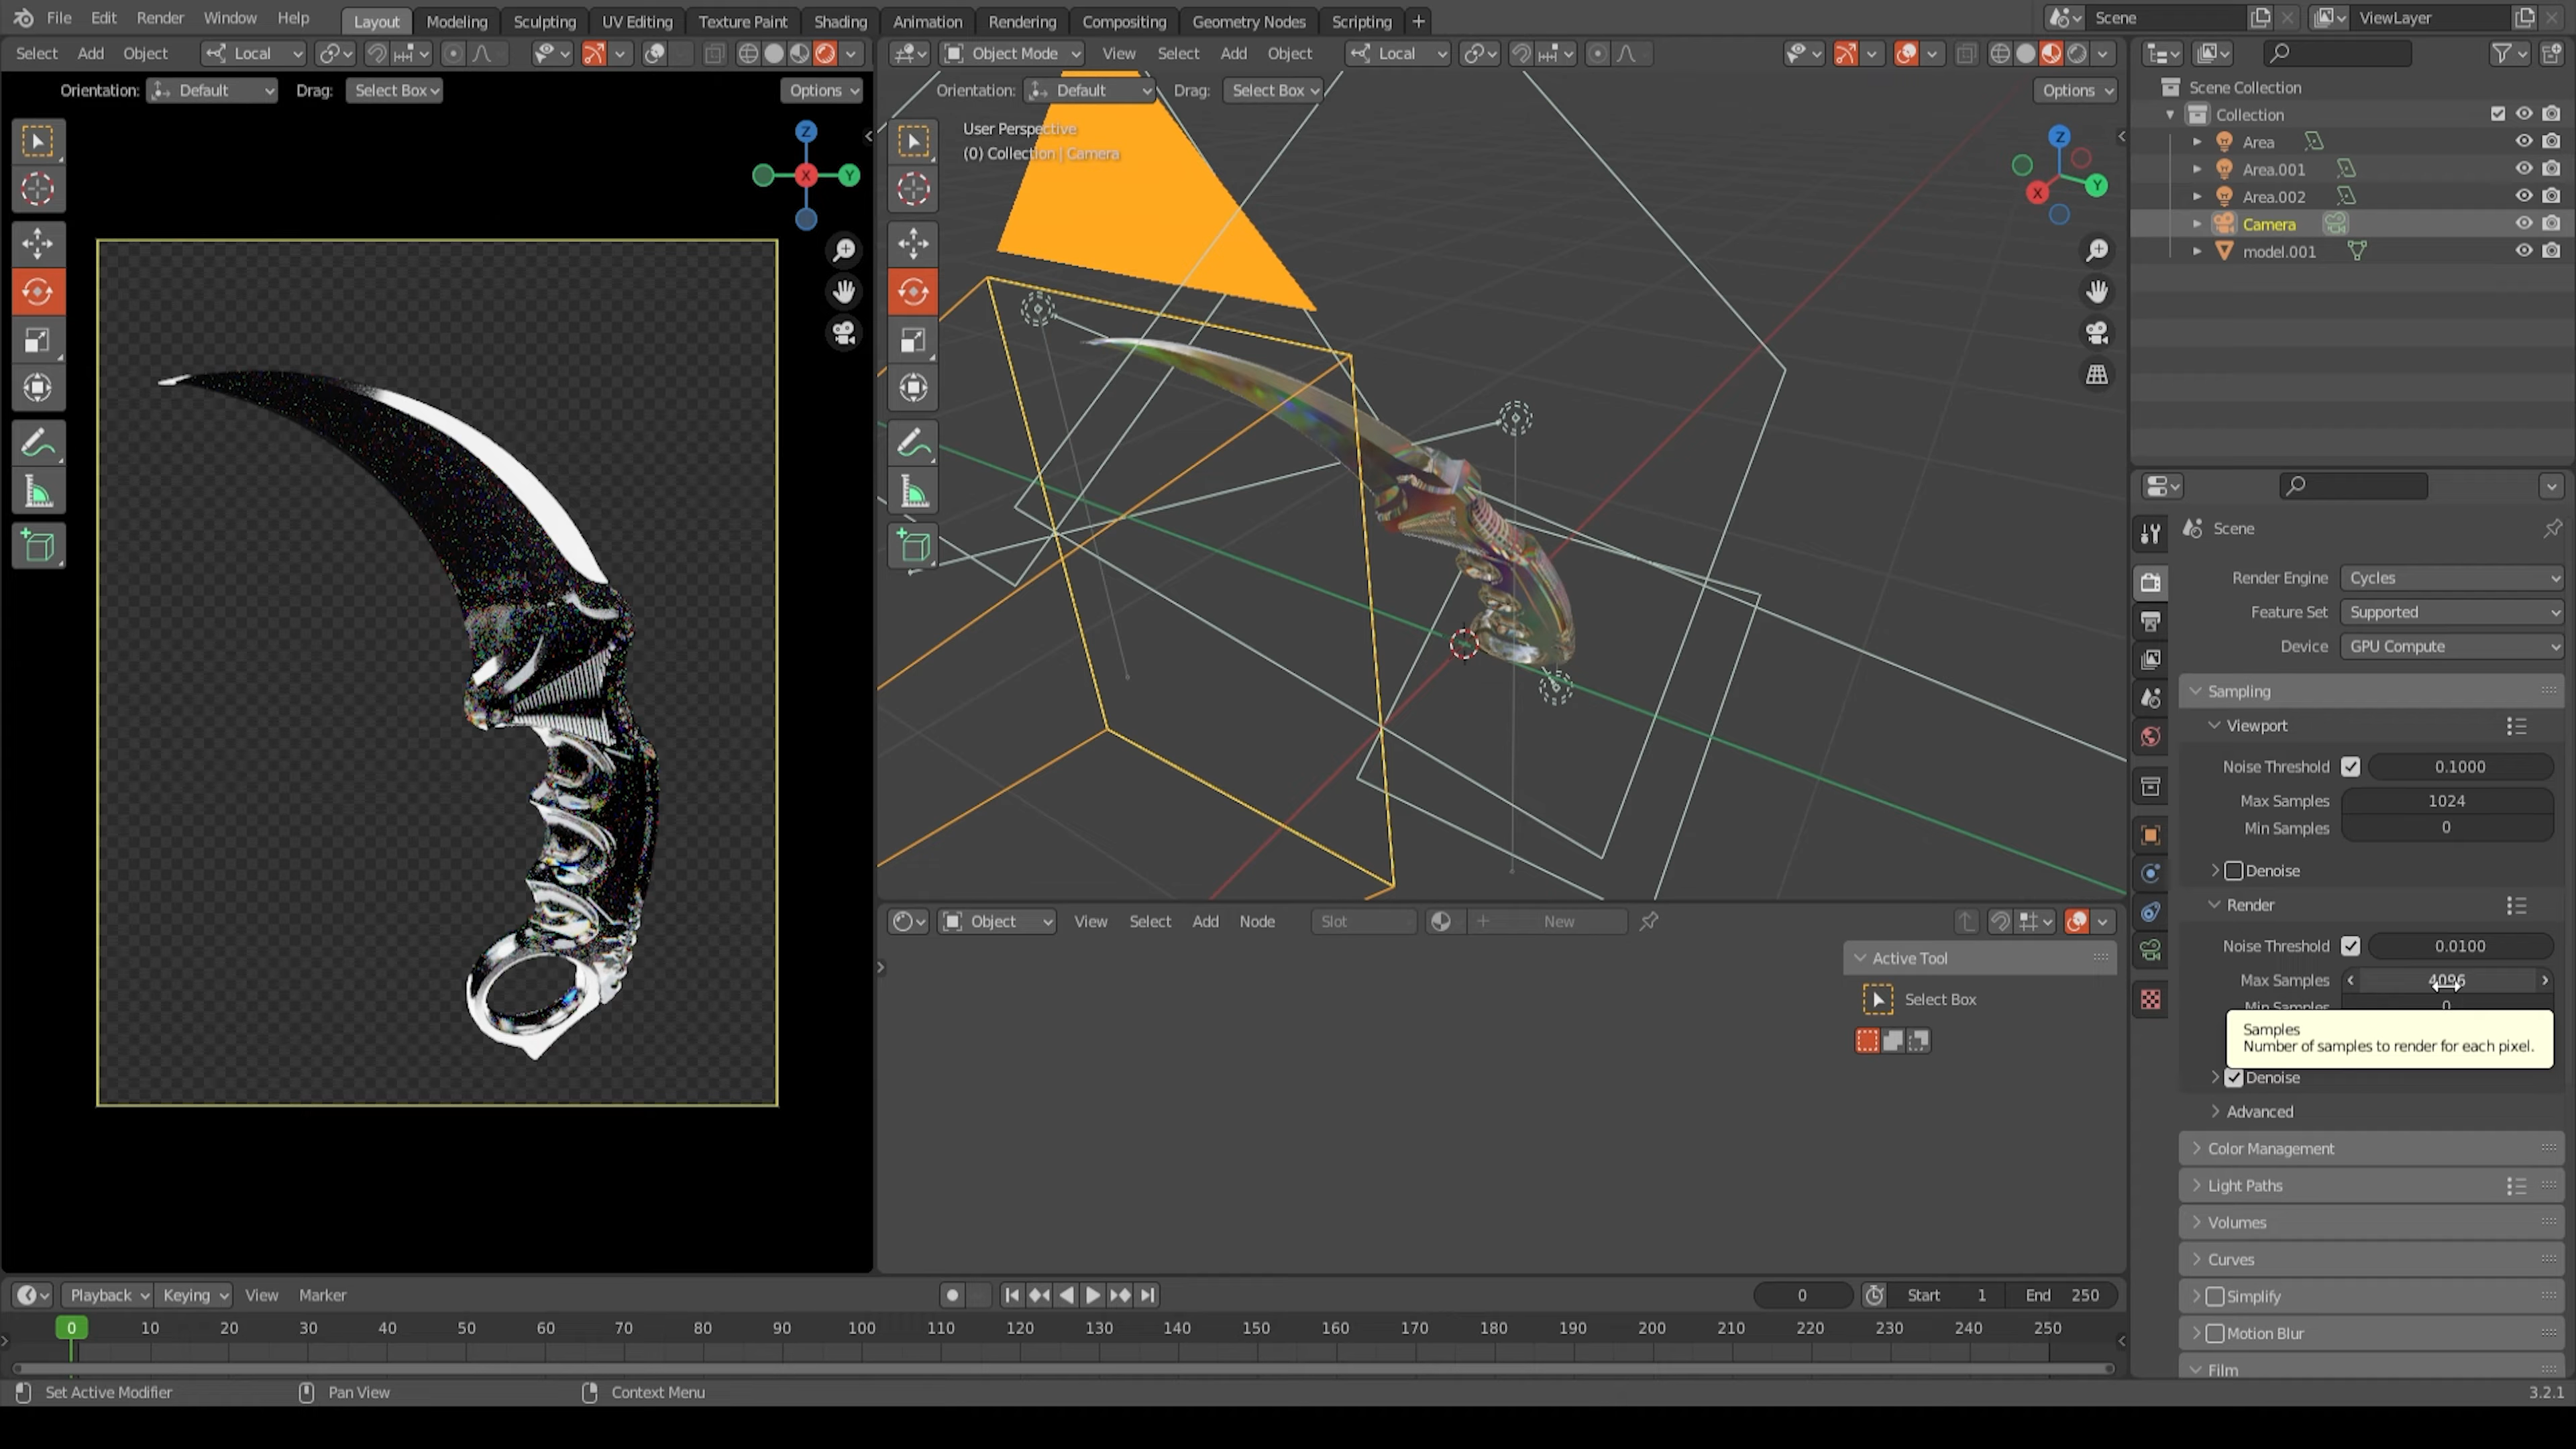 File Edit Render Window Help Layout Modeling Sculpting UV Editing Texture Paint Shading Animation Rendering Compositing Geometry Nodes Scripting + Scene ViewLayer
Select Add Object Local
Object Mode View Select Add Object Local
Orientation: Default Drag: Select Box Options
Orientation: Default Drag: Select Box Options
Z
X
Y
User Perspective
(0) Collection | Camera
Z
X
Y
Scene Collection
Collection
Area
Area.001
Area.002
Camera
model.001
Scene
Render Engine Cycles
Feature Set Supported
Device GPU Compute
Sampling
Viewport
Noise Threshold 0.1000
Max Samples 1024
Min Samples 0
Denoise
Render
Noise Threshold 0.0100
Max Samples 4096
Min Samples 0
Samples
Number of samples to render for each pixel.
Denoise
Advanced
Color Management
Light Paths
Volumes
Curves
Simplify
Motion Blur
Film
Object View Select Add Node Slot New
Active Tool
Select Box
Playback Keying View Marker
0 Start 1 End 250
0 10 20 30 40 50 60 70 80 90 100 110 120 130 140 150 160 170 180 190 200 210 220 230 240 250
Set Active Modifier Pan View Context Menu 3.2.1